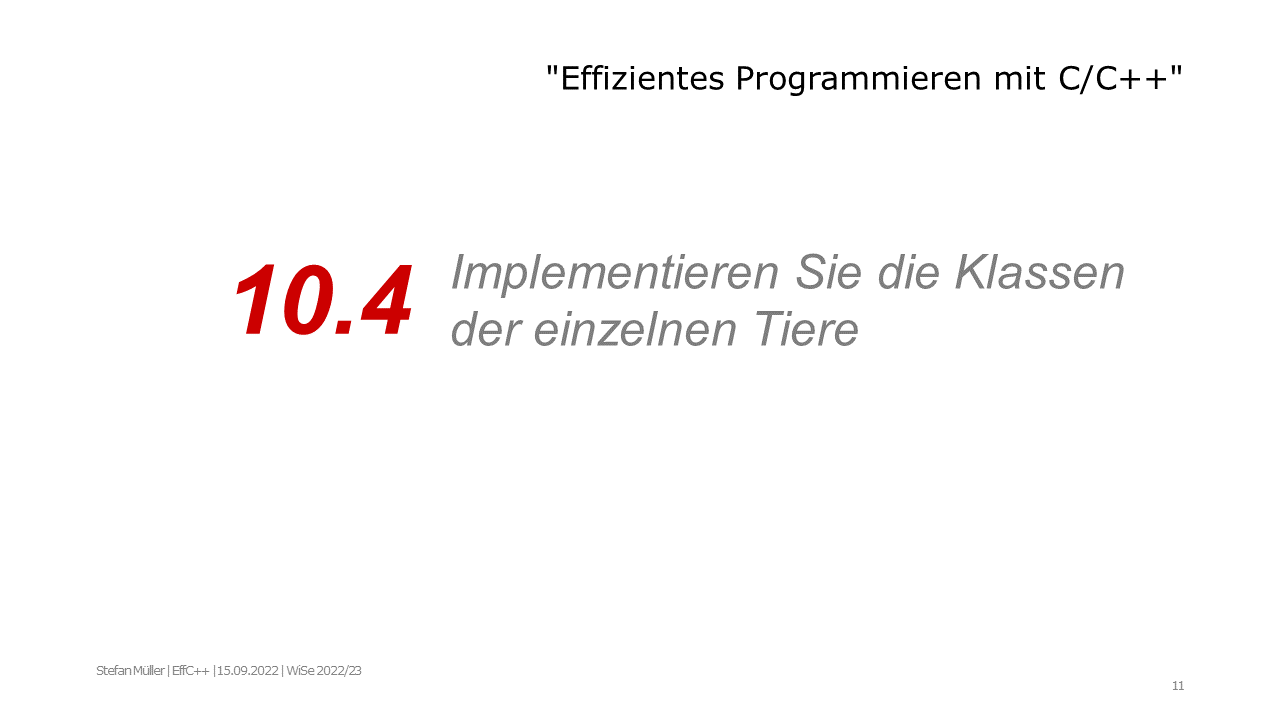 "Effizientes Programmieren mit C/C++"
10.4
Implementieren Sie die Klassen
der einzelnen Tiere
Stefan Müller | EffC++ |15.09.2022 | WiSe 2022/23
11